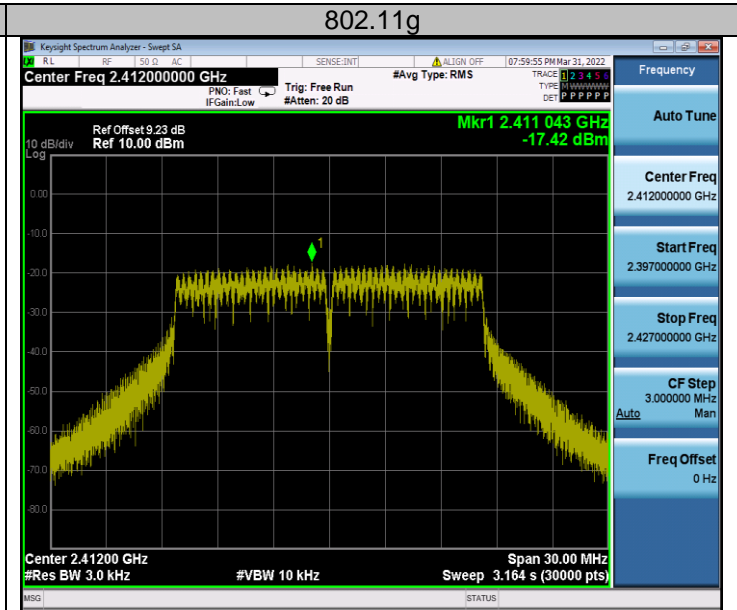 802.11g
Keysight Spectrum Analyzer - Swept SA
RL RF 50 Ω AC SENSE:INT ALIGN OFF 07:59:55 PM Mar 31, 2022
Center Freq 2.412000000 GHz
PNO: Fast
IFGain:Low
Trig: Free Run
#Atten: 20 dB
#Avg Type: RMS
TRACE 1 2 3 4 5 6
TYPE M WWWWW
DET P P P P P P
Ref Offset 9.23 dB
Ref 10.00 dBm
10 dB/div
Log
Mkr1 2.411 043 GHz
-17.42 dBm
0.00
-10.0
-20.0
-30.0
-40.0
-50.0
-60.0
-70.0
-80.0
1
Center 2.41200 GHz
#Res BW 3.0 kHz
#VBW 10 kHz
Span 30.00 MHz
Sweep 3.164 s (30000 pts)
MSG
STATUS
Frequency
Auto Tune
Center Freq
2.412000000 GHz
Start Freq
2.397000000 GHz
Stop Freq
2.427000000 GHz
CF Step
3.000000 MHz
Auto Man
Freq Offset
0 Hz